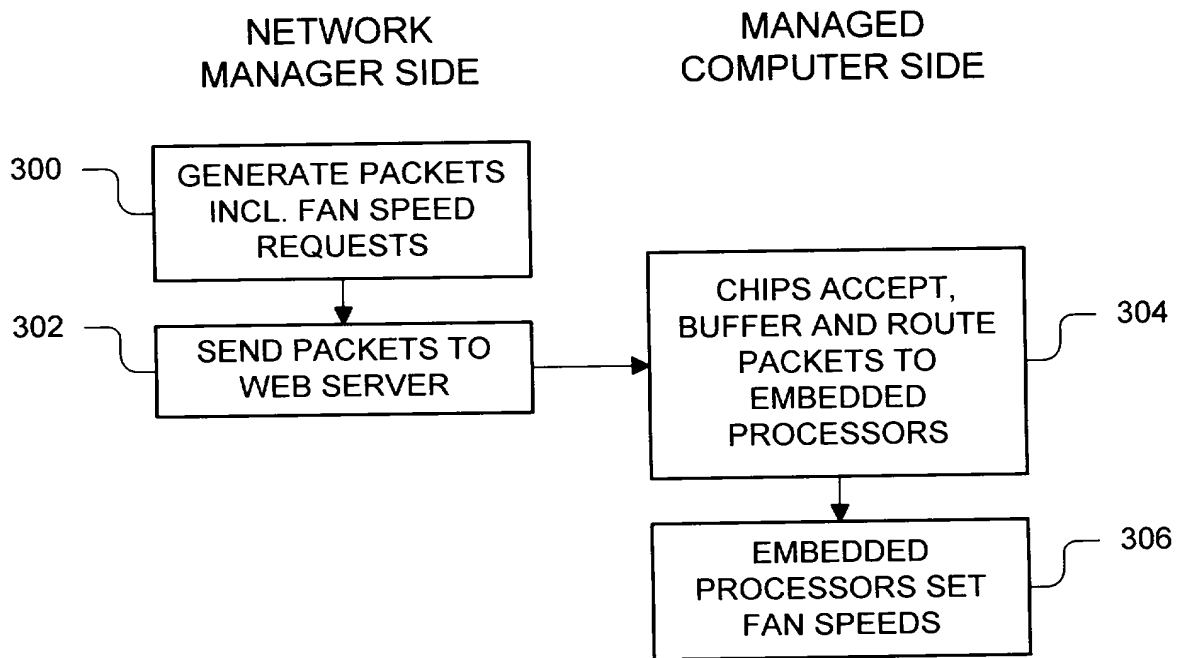 NETWORK
MANAGER SIDE
MANAGED
COMPUTER SIDE
300
GENERATE PACKETS
INCL. FAN SPEED
REQUESTS
302
SEND PACKETS TO
WEB SERVER
CHIPS ACCEPT,
BUFFER AND ROUTE
PACKETS TO
EMBEDDED
PROCESSORS
304
EMBEDDED
PROCESSORS SET
FAN SPEEDS
306